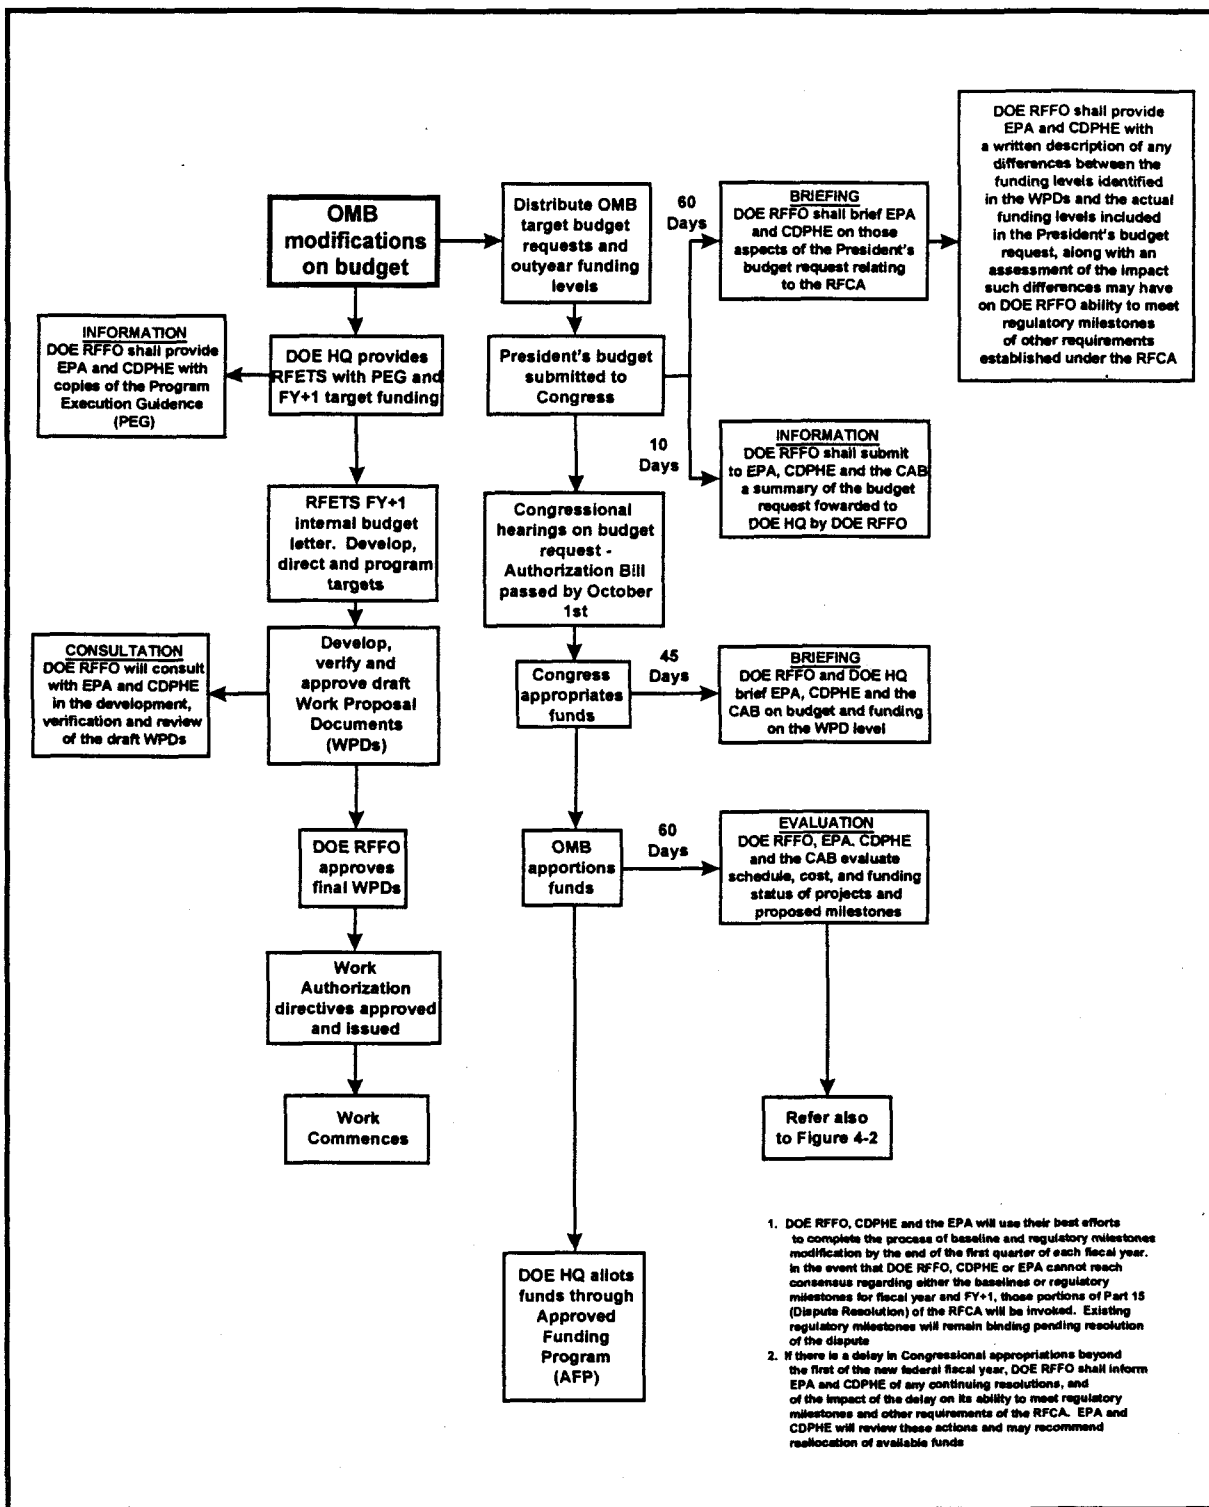 OMB
modifications
on budget
Distribute OMB
target budget
requests and
outyear funding
levels
60
Days
BRIEFING
DOE RFFO shall brief EPA
and CDPHE on those
aspects of the President's
budget request relating
to the RFCA
DOE RFFO shall provide
EPA and CDPHE with
a written description of any
differences between the
funding levels identified
in the WPDs and the actual
funding levels included
in the President's budget
request, along with an
assessment of the impact
such differences may have
on DOE RFFO ability to meet
regulatory milestones
of other requirements
established under the RFCA
INFORMATION
DOE RFFO shall provide
EPA and CDPHE with
copies of the Program
Execution Guidence
(PEG)
DOE HQ provides
RFETS with PEG and
FY+1 target funding
President's budget
submitted to
Congress
10
Days
INFORMATION
DOE RFFO shall submit
to EPA, CDPHE and the CAB
a summary of the budget
request fowarded to
DOE HQ by DOE RFFO
RFETS FY+1
internal budget
letter. Develop,
direct and program
targets
Congressional
hearings on budget
request -
Authorization Bill
passed by October
1st
CONSULTATION
DOE RFFO will consult
with EPA and CDPHE
in the development,
verification and review
of the draft WPDs
Develop,
verify and
approve draft
Work Proposal
Documents
(WPDs)
Congress
appropriates
funds
45
Days
BRIEFING
DOE RFFO and DOE HQ
brief EPA, CDPHE and the
CAB on budget and funding
on the WPD level
DOE RFFO
approves
final WPDs
OMB
apportions
funds
60
Days
EVALUATION
DOE RFFO, EPA. CDPHE
and the CAB evaluate
schedule, cost, and funding
status of projects and
proposed milestones
Work
Authorization
directives approved
and issued
Work
Commences
Refer also
to Figure 4-2
DOE HQ allots
funds through
Approved
Funding
Program
(AFP)
1. DOE RFFO, CDPHE and the EPA will use their best efforts
to complete the process of baseline and regulatory milestones
modification by the end of the first quarter of each fiscal year.
In the event that DOE RFFO, CDPHE or EPA cannot reach
consensus regarding either the baselines or regulatory
milestones for fiscal year and FY+1, those portions of Part 15
(Dispute Resolution) of the RFCA will be invoked. Existing
regulatory milestones will remain binding pending resolution
of the dispute
2. If there is a delay in Congressional appropriations beyond
the first of the new federal fiscal year, DOE RFFO shall inform
EPA and CDPHE of any continuing resolutions, and
of the impact of the delay on its ability to meet regulatory
milestones and other requirements of the RFCA. EPA and
CDPHE will review these actions and may recommend
reallocation of available funds